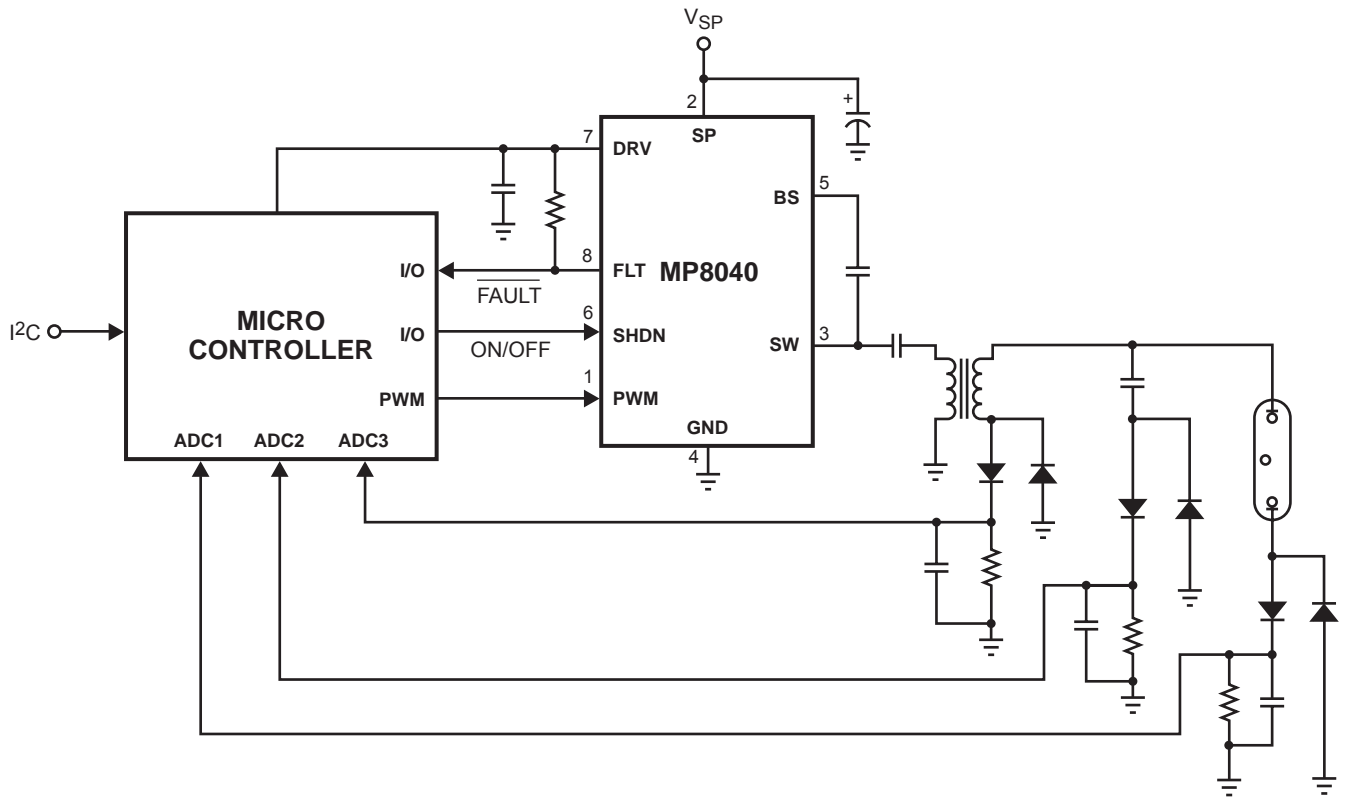 VSP
+
2
SP
7
DRV
5
BS
I/O
8
FLT
MP8040
FAULT
MICRO
CONTROLLER
I2C
I/O
6
SHDN
ON/OFF
3
SW
PWM
1
PWM
ADC1 ADC2 ADC3
GND
4